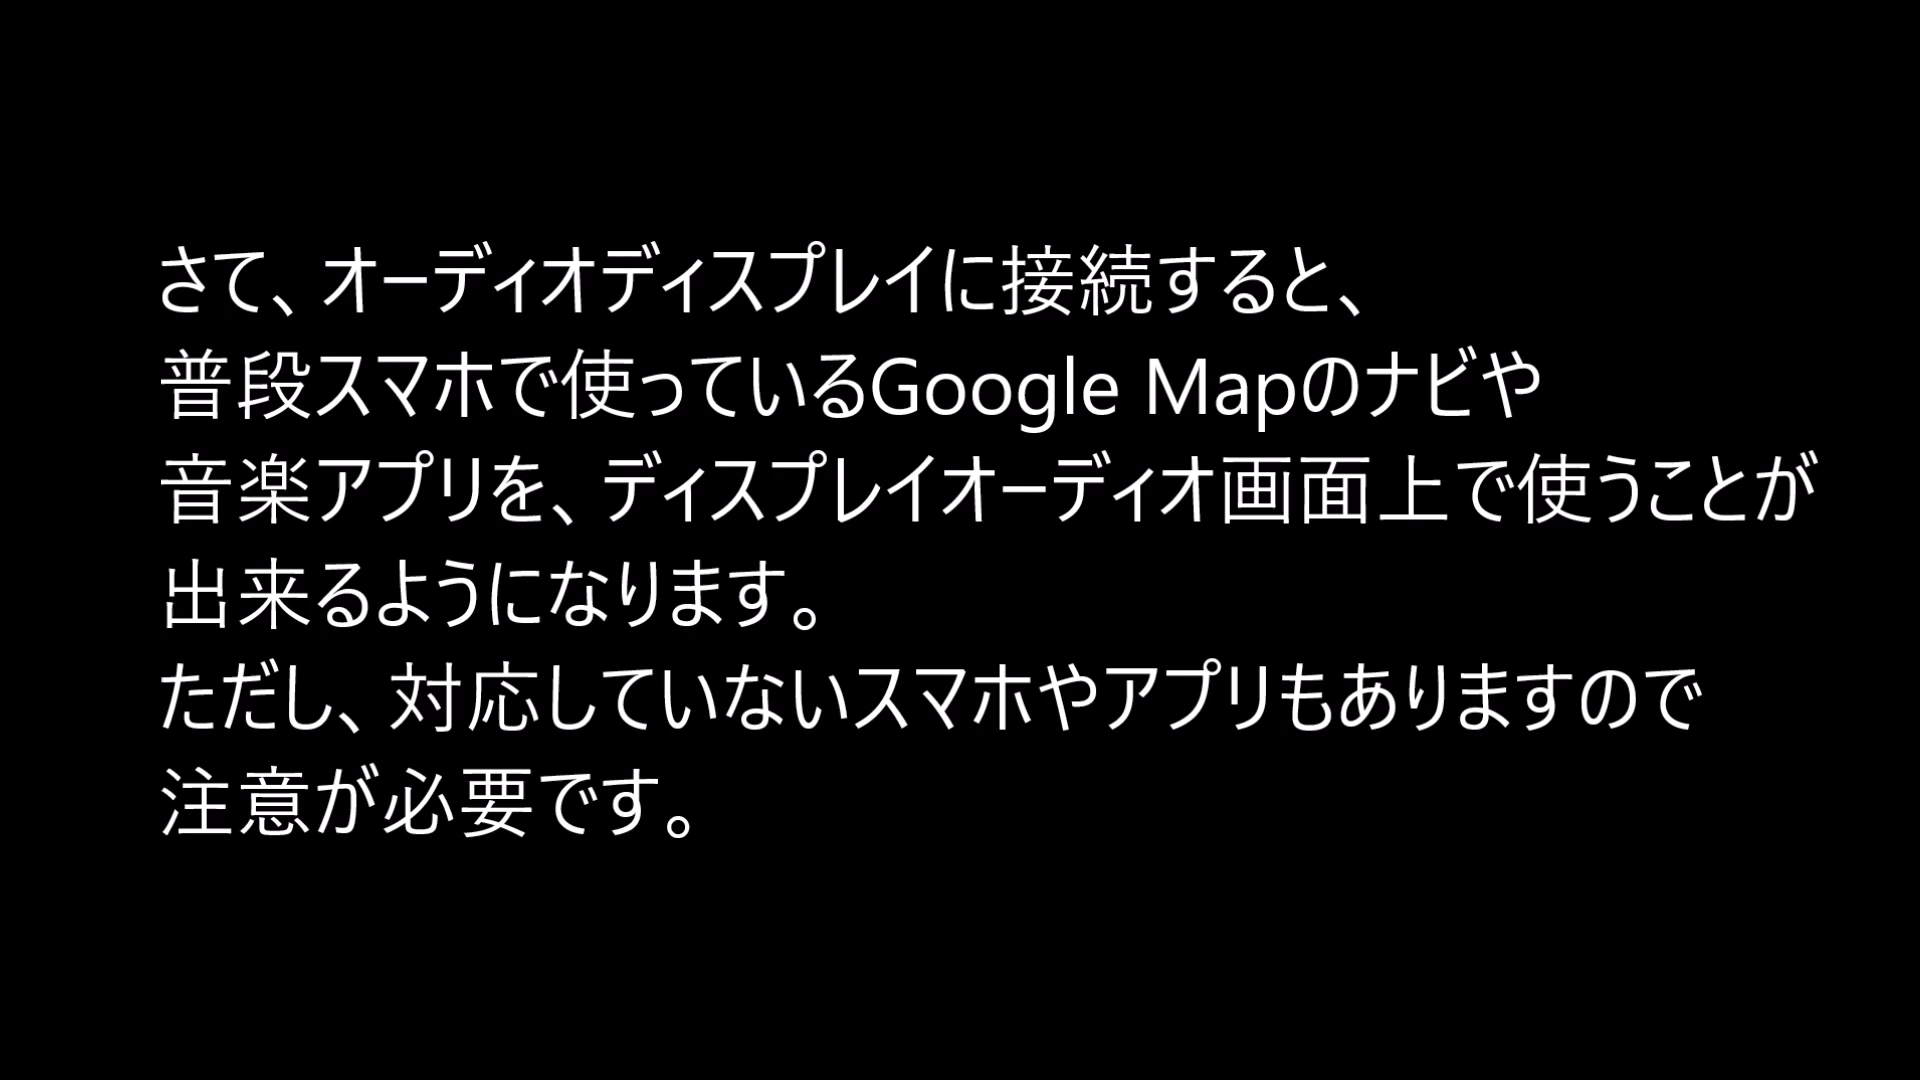 さて、オーディオディスプレイに接続すると、
普段スマホで使っているGoogle Mapのナビや
音楽アプリを、ディスプレイオーディオ画面上で使うことが
出来るようになります。
ただし、対応していないスマホやアプリもありますので
注意が必要です。